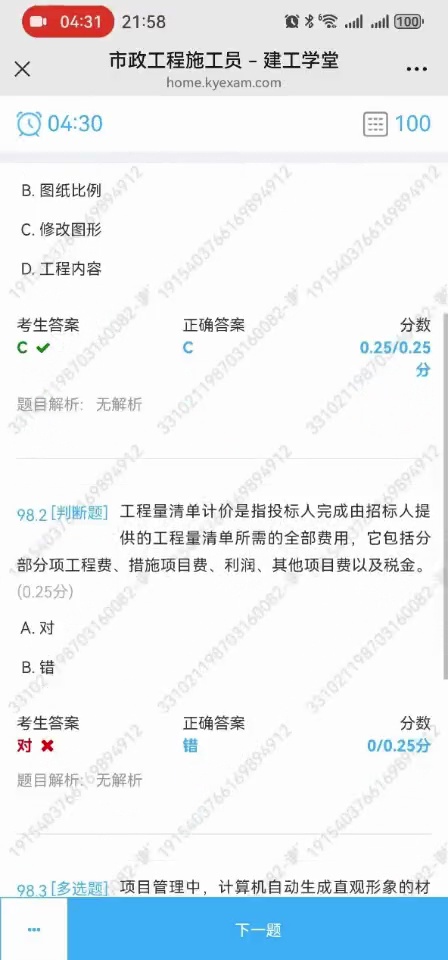 04:31 21:58 6 100
市政工程施工员 – 建工学堂
home.kyexam.com
04:30 100
B. 图纸比例
C. 修改图形
D. 工程内容
考生答案 正确答案 分数
C C 0.25/0.25
分
题目解析: 无解析
98.2 [判断题] 工程量清单计价是指投标人完成由招标人提
供的工程量清单所需的全部费用，它包括分
部分项工程费、措施项目费、利润、其他项目费以及税金。
(0.25分)
A. 对
B. 错
考生答案 正确答案 分数
对 错 0/0.25分
题目解析: 无解析
98.3 [多选题] 项目管理中，计算机自动生成直观形象的材
下一题